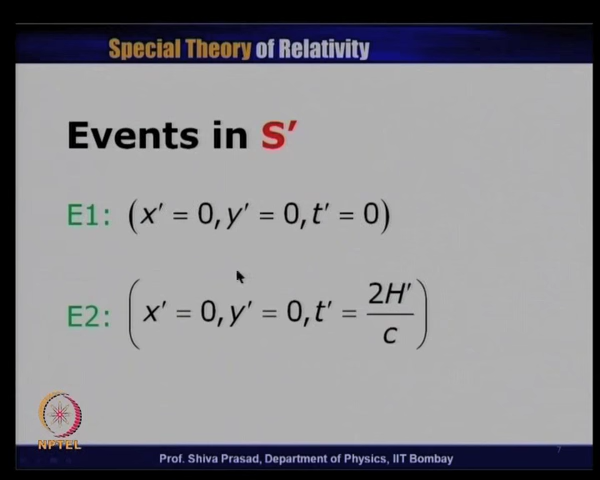 Special Theory of Relativity
Events in S′
E1: (x′ = 0, y′ = 0, t′ = 0)
E2: (x′ = 0, y′ = 0, t′ = 2H′/c)
NPTEL
Prof. Shiva Prasad, Department of Physics, IIT Bombay
7